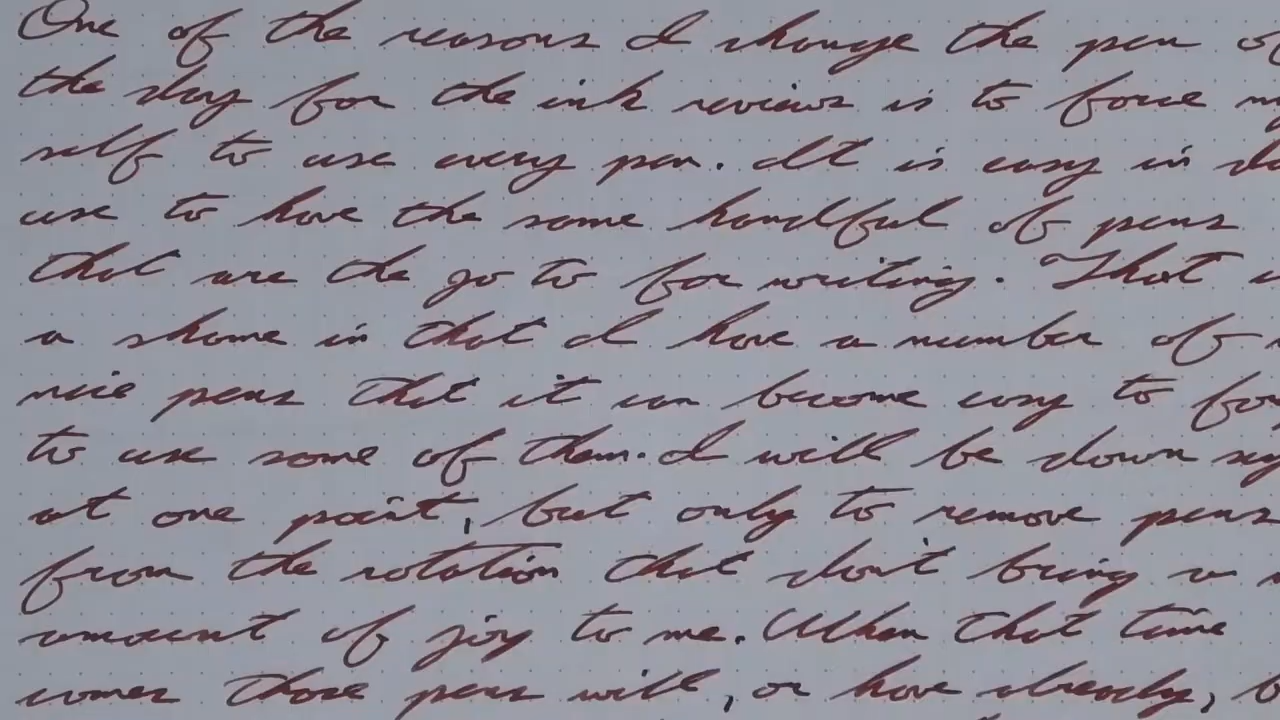 One of the reasons I change the pen of
the day for the ink reviews is to force my
self to use every pen. It is easy in
use to have the same handful of pens
that are the go to for writing. That
a shame in that I have a number of
nice pens that it can become easy to
to use some of them. I will be down
at one point, but only to remove pens
from the rotation that don't bring a
amount of joy to me. When that time
comes those pens will, or have already,